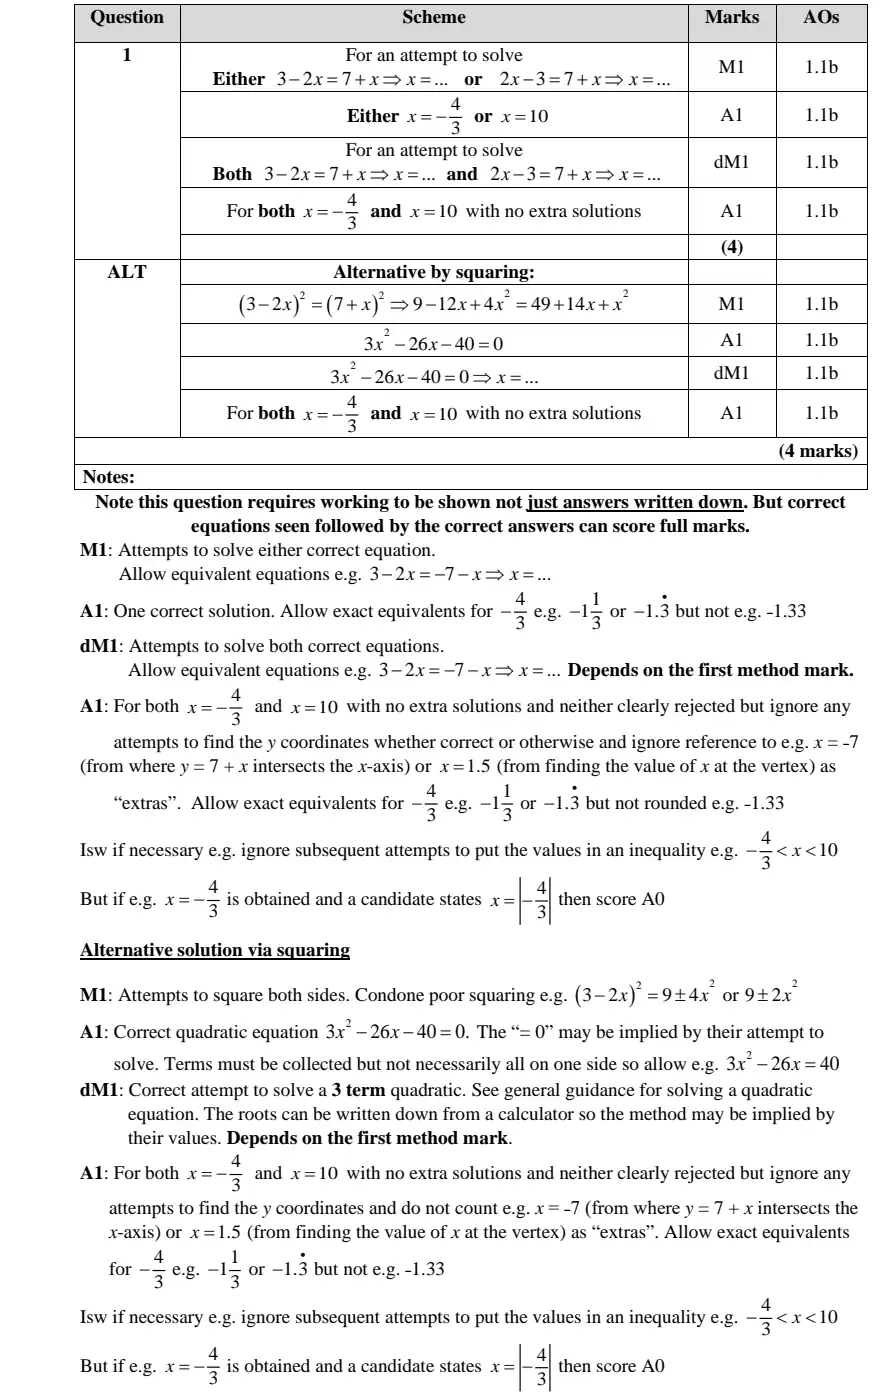 Question Scheme Marks AOs
1 For an attempt to solve
Either 3 − 2x = 7 + x ⇒ x = ... or 2x − 3 = 7 + x ⇒ x = ... M1 1.1b
Either x = −4/3 or x = 10 A1 1.1b
For an attempt to solve
Both 3 − 2x = 7 + x ⇒ x = ... and 2x − 3 = 7 + x ⇒ x = ... dM1 1.1b
For both x = −4/3 and x = 10 with no extra solutions A1 1.1b
(4)
ALT Alternative by squaring:
(3 − 2x)² = (7 + x)² ⇒ 9 − 12x + 4x² = 49 + 14x + x² M1 1.1b
3x² − 26x − 40 = 0 A1 1.1b
3x² − 26x − 40 = 0 ⇒ x = ... dM1 1.1b
For both x = −4/3 and x = 10 with no extra solutions A1 1.1b
(4 marks)
Notes:
Note this question requires working to be shown not just answers written down. But correct
equations seen followed by the correct answers can score full marks.
M1: Attempts to solve either correct equation.
Allow equivalent equations e.g. 3 − 2x = −7 − x ⇒ x = ...
A1: One correct solution. Allow exact equivalents for −4/3 e.g. −1 1/3 or −1.3̇ but not e.g. -1.33
dM1: Attempts to solve both correct equations.
Allow equivalent equations e.g. 3 − 2x = −7 − x ⇒ x = ... Depends on the first method mark.
A1: For both x = −4/3 and x = 10 with no extra solutions and neither clearly rejected but ignore any
attempts to find the y coordinates whether correct or otherwise and ignore reference to e.g. x = -7
(from where y = 7 + x intersects the x-axis) or x = 1.5 (from finding the value of x at the vertex) as
“extras”. Allow exact equivalents for −4/3 e.g. −1 1/3 or −1.3̇ but not rounded e.g. -1.33
Isw if necessary e.g. ignore subsequent attempts to put the values in an inequality e.g. −4/3 < x < 10
But if e.g. x = −4/3 is obtained and a candidate states x = |−4/3| then score A0
Alternative solution via squaring
M1: Attempts to square both sides. Condone poor squaring e.g. (3 − 2x)² = 9 ± 4x² or 9 ± 2x²
A1: Correct quadratic equation 3x² − 26x − 40 = 0. The “= 0” may be implied by their attempt to
solve. Terms must be collected but not necessarily all on one side so allow e.g. 3x² − 26x = 40
dM1: Correct attempt to solve a 3 term quadratic. See general guidance for solving a quadratic
equation. The roots can be written down from a calculator so the method may be implied by
their values. Depends on the first method mark.
A1: For both x = −4/3 and x = 10 with no extra solutions and neither clearly rejected but ignore any
attempts to find the y coordinates and do not count e.g. x = -7 (from where y = 7 + x intersects the
x-axis) or x = 1.5 (from finding the value of x at the vertex) as “extras”. Allow exact equivalents
for −4/3 e.g. −1 1/3 or −1.3̇ but not e.g. -1.33
Isw if necessary e.g. ignore subsequent attempts to put the values in an inequality e.g. −4/3 < x < 10
But if e.g. x = −4/3 is obtained and a candidate states x = |−4/3| then score A0